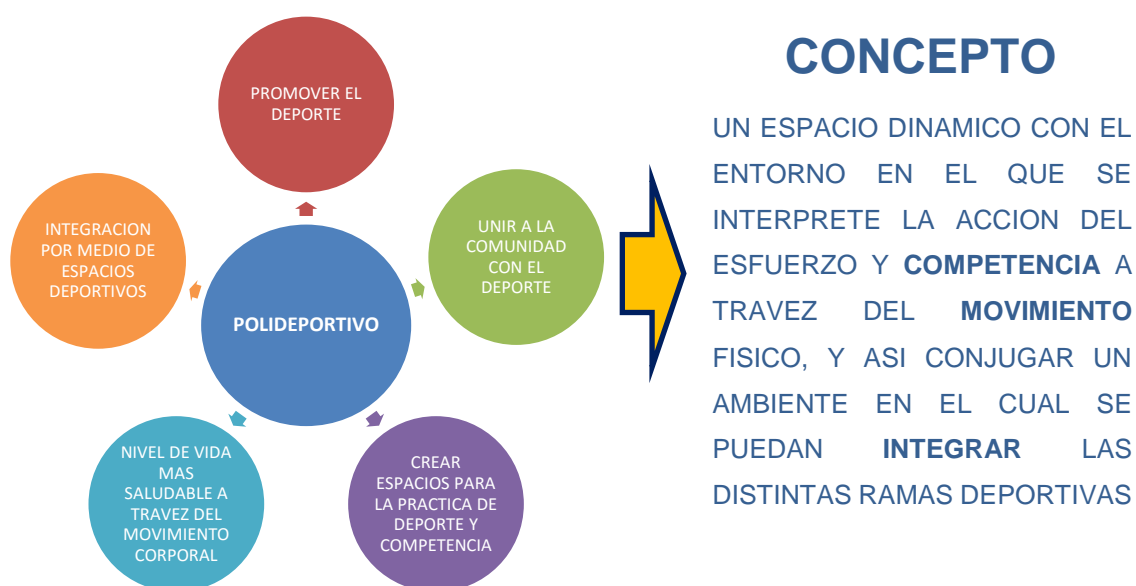 PROMOVER EL
DEPORTE
UNIR A LA
COMUNIDAD
CON EL
DEPORTE
CREAR
ESPACIOS PARA
LA PRACTICA DE
DEPORTE Y
COMPETENCIA
NIVEL DE VIDA
MAS
SALUDABLE A
TRAVEZ DEL
MOVIMIENTO
CORPORAL
INTEGRACION
POR MEDIO DE
ESPACIOS
DEPORTIVOS
POLIDEPORTIVO
CONCEPTO
UN ESPACIO DINAMICO CON EL
ENTORNO EN EL QUE SE
INTERPRETE LA ACCION DEL
ESFUERZO Y COMPETENCIA A
TRAVEZ DEL MOVIMIENTO
FISICO, Y ASI CONJUGAR UN
AMBIENTE EN EL CUAL SE
PUEDAN INTEGRAR LAS
DISTINTAS RAMAS DEPORTIVAS